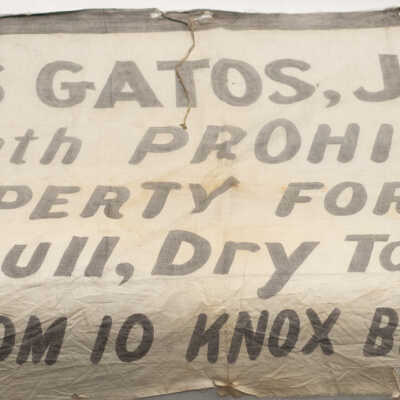 S GATOS, J
th PROHI
PERTY FOR
ull, Dry To
OM 10 KNOX B